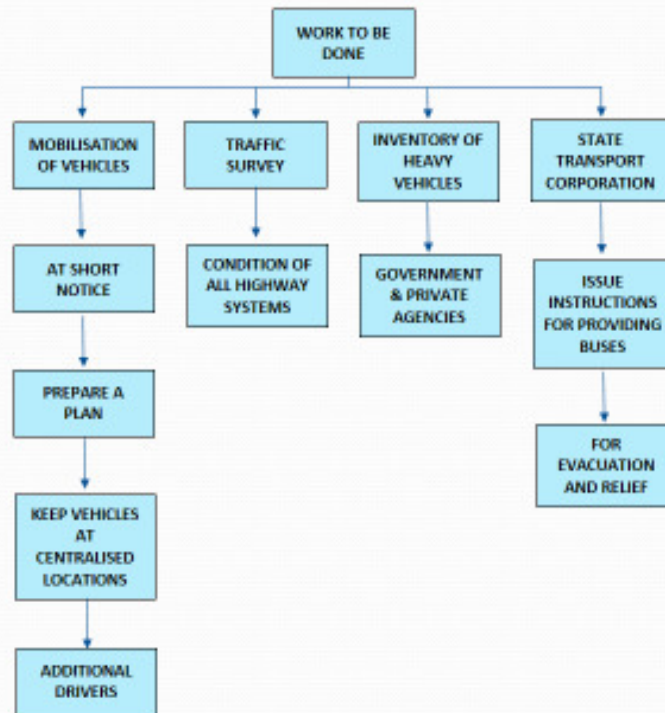 WORK TO BE
DONE
MOBILISATION
OF VEHICLES
TRAFFIC
SURVEY
INVENTORY OF
HEAVY
VEHICLES
STATE
TRANSPORT
CORPORATION
AT SHORT
NOTICE
CONDITION OF
ALL HIGHWAY
SYSTEMS
GOVERNMENT
& PRIVATE
AGENCIES
ISSUE
INSTRUCTIONS
FOR PROVIDING
BUSES
PREPARE A
PLAN
FOR
EVACUATION
AND RELIEF
KEEP VEHICLES
AT
CENTRALISED
LOCATIONS
ADDITIONAL
DRIVERS